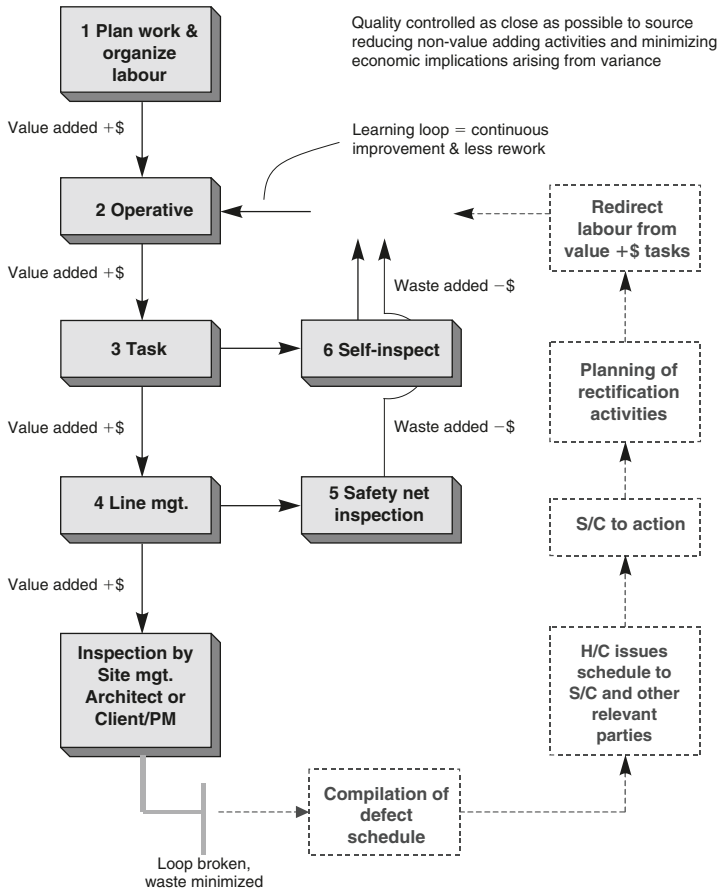 1 Plan work &
organize
labour
Quality controlled as close as possible to source
reducing non-value adding activities and minimizing
economic implications arising from variance
Value added +$
Learning loop = continuous
improvement & less rework
2 Operative
Redirect
labour from
value +$ tasks
Value added +$
Waste added −$
3 Task
6 Self-inspect
Planning of
rectification
activities
Value added +$
Waste added −$
4 Line mgt.
5 Safety net
inspection
S/C to action
Value added +$
Inspection by
Site mgt.
Architect or
Client/PM
H/C issues
schedule to
S/C and other
relevant
parties
Compilation of
defect
schedule
Loop broken,
waste minimized